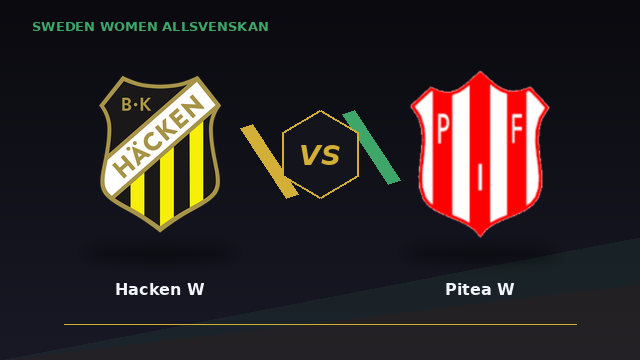 SWEDEN WOMEN ALLSVENSKAN
B·K
HÄCKEN
VS
P F
I
Hacken W
Pitea W